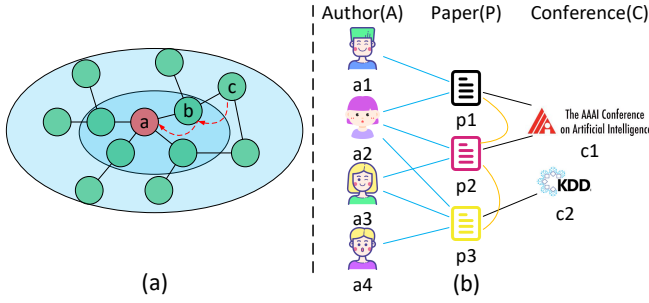 Author(A) Paper(P) Conference(C)
a1
a2
a3
a4
p1
p2
p3
The AAAI Conference
on Artificial Intelligence
c1
KDD
c2
c
b
a
(a)
(b)